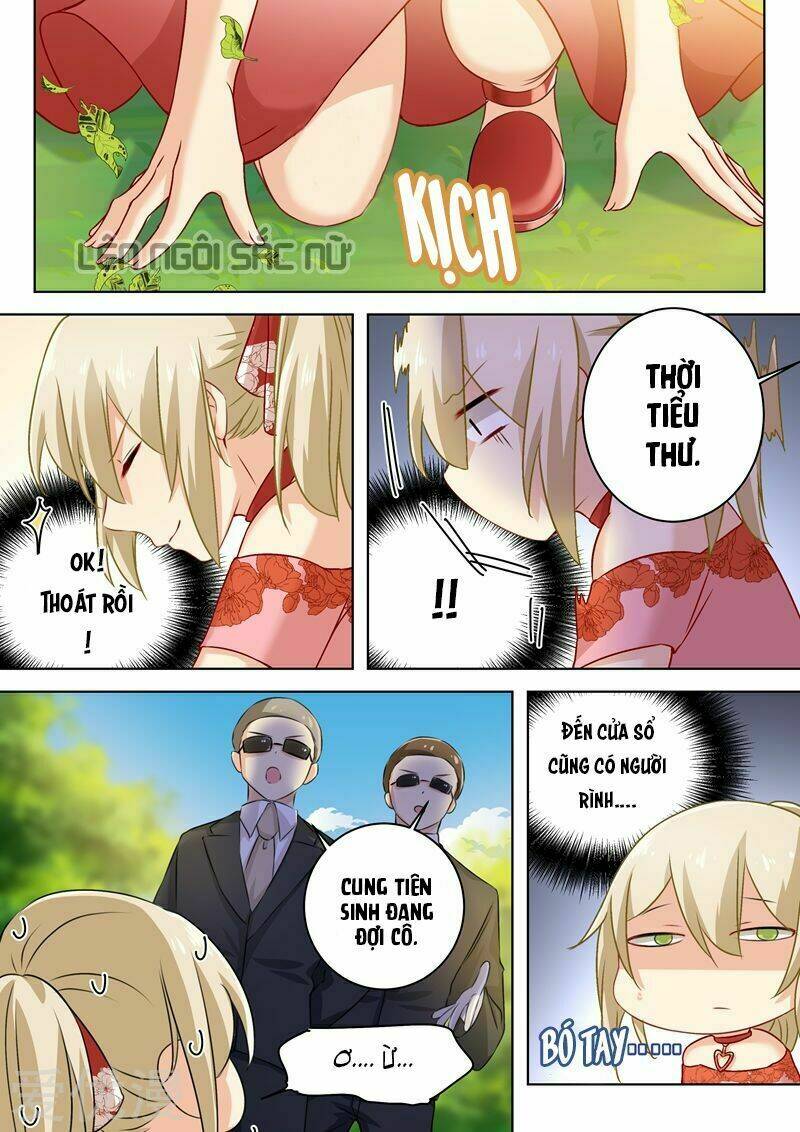 KỊCH
LÊN NGÔI SẮC NỮ
OK!
THOÁT RỒI
!
THỜI
TIỂU
THƯ.
!!
CUNG TIÊN
SINH ĐANG
ĐỢI CÔ.
Ơ.... Ừ...
ĐẾN CỬA SỔ
CŨNG CÓ NGƯỜI
RÌNH....
BÓ TAY......